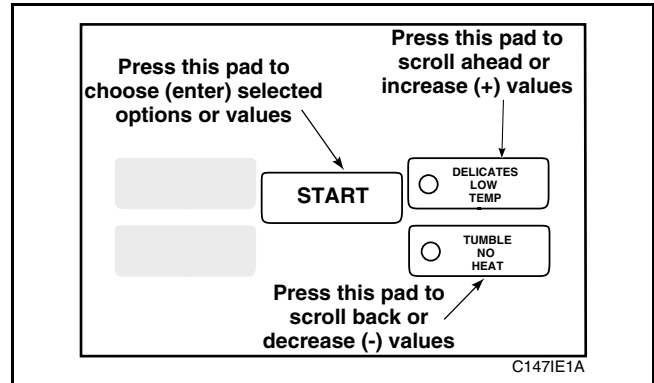 Press this pad to
choose (enter) selected
options or values
Press this pad to
scroll ahead or
increase (+) values
START
DELICATES
LOW
TEMP
TUMBLE
NO
HEAT
Press this pad to
scroll back or
decrease (-) values
C147IE1A